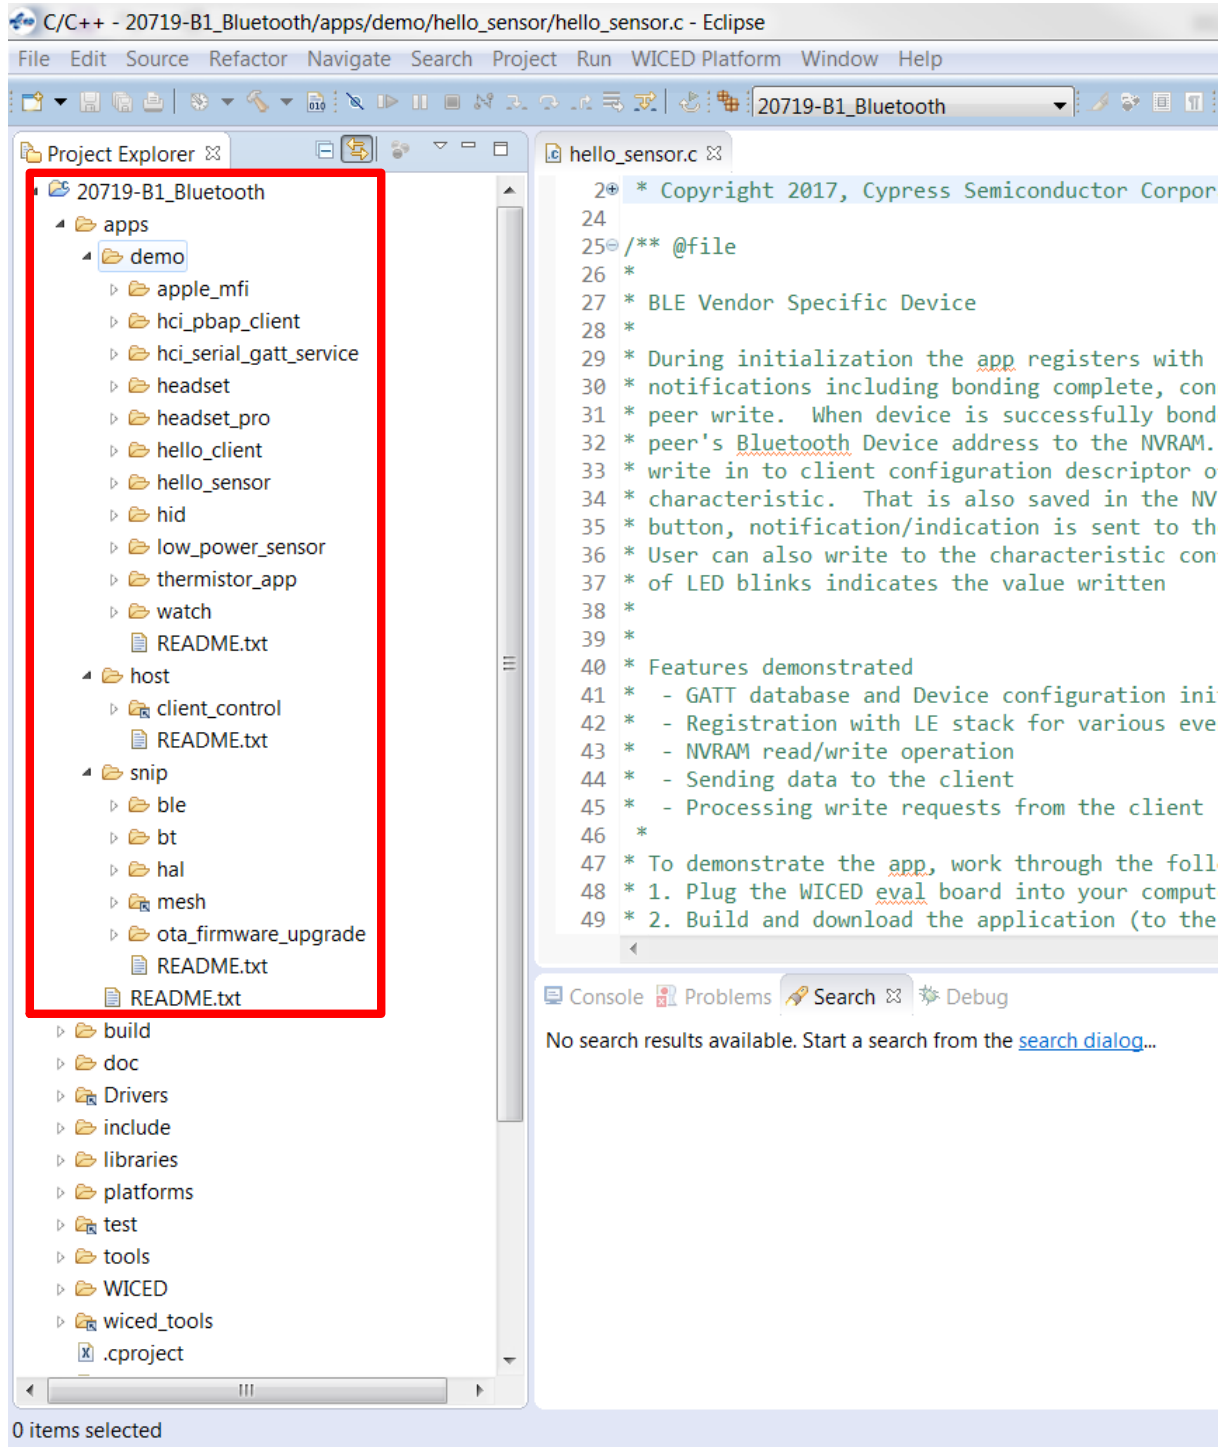 C/C++ - 20719-B1_Bluetooth/apps/demo/hello_sensor/hello_sensor.c - Eclipse
File Edit Source Refactor Navigate Search Project Run WICED Platform Window Help
20719-B1_Bluetooth
Project Explorer
20719-B1_Bluetooth
apps
demo
apple_mfi
hci_pbap_client
hci_serial_gatt_service
headset
headset_pro
hello_client
hello_sensor
hid
low_power_sensor
thermistor_app
watch
README.txt
host
client_control
README.txt
snip
ble
bt
hal
mesh
ota_firmware_upgrade
README.txt
README.txt
build
doc
Drivers
include
libraries
platforms
test
tools
WICED
wiced_tools
.cproject
0 items selected
hello_sensor.c
2 * Copyright 2017, Cypress Semiconductor Corpor
24
25 /** @file
26 *
27 * BLE Vendor Specific Device
28 *
29 * During initialization the app registers with
30 * notifications including bonding complete, con
31 * peer write.  When device is successfully bond
32 * peer's Bluetooth Device address to the NVRAM.
33 * write in to client configuration descriptor o
34 * characteristic.  That is also saved in the NV
35 * button, notification/indication is sent to th
36 * User can also write to the characteristic con
37 * of LED blinks indicates the value written
38 *
39 *
40 * Features demonstrated
41 *  - GATT database and Device configuration ini
42 *  - Registration with LE stack for various eve
43 *  - NVRAM read/write operation
44 *  - Sending data to the client
45 *  - Processing write requests from the client
46  *
47 * To demonstrate the app, work through the foll
48 * 1. Plug the WICED eval board into your comput
49 * 2. Build and download the application (to the
Console Problems Search Debug
No search results available. Start a search from the search dialog...